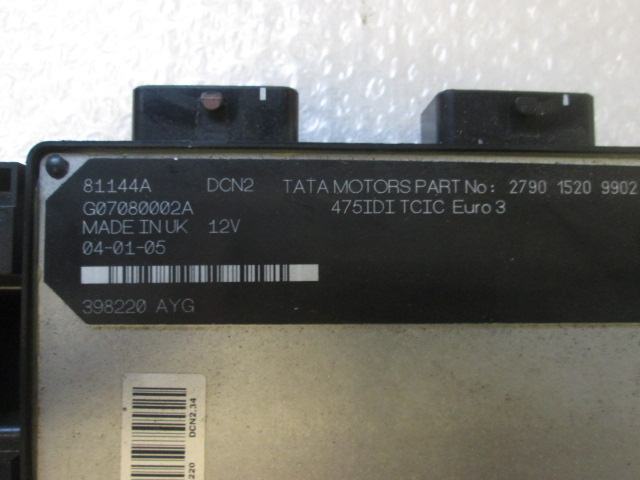 81144A DCN2 TATA MOTORS PART No: 2790 1520 9902
G07080002A 475IDI TCIC Euro 3
MADE IN UK 12V
04-01-05
398220 AYG
DCN2.34
220